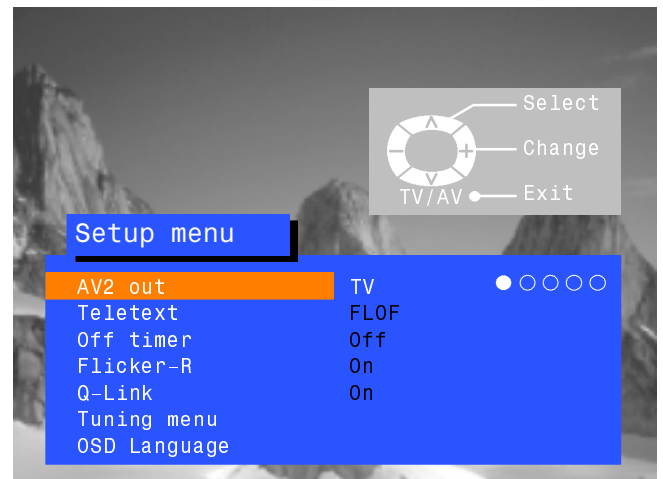 Select
Change
TV/AV Exit
Setup menu
AV2 out TV
Teletext FLOF
Off timer Off
Flicker-R On
Q-Link On
Tuning menu
OSD Language